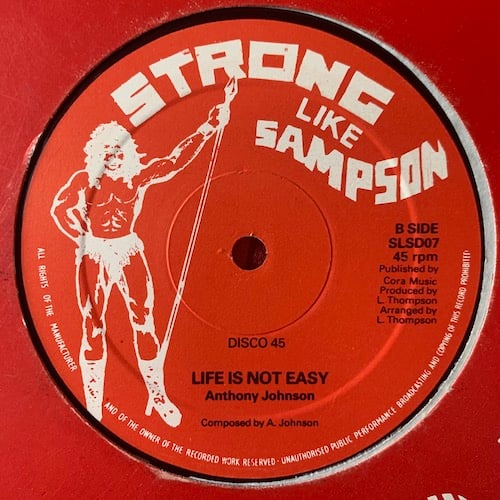 STRONG
LIKE
SAMPSON
B SIDE
SLSD07
45 rpm
Published by
Cora Music
Produced by
L. Thompson
Arranged by
L. Thompson
DISCO 45
LIFE IS NOT EASY
Anthony Johnson
Composed by A. Johnson
ALL RIGHTS OF THE MANUFACTURER
AND OF THE OWNER OF THE RECORDED WORK RESERVED · UNAUTHORISED PUBLIC PERFORMANCE BROADCASTING AND COPYING OF THIS RECORD PROHIBITED